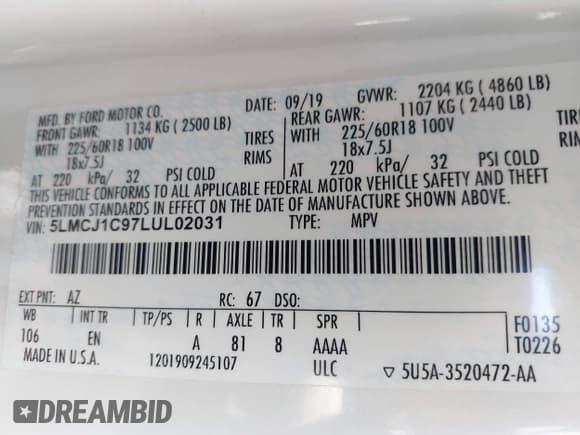 MFD. BY FORD MOTOR CO.
DATE: 09/19 GVWR: 2204 KG ( 4860 LB)
FRONT GAWR: 1134 KG ( 2500 LB) REAR GAWR: 1107 KG ( 2440 LB)
WITH 225/60R18 100V TIRES WITH 225/60R18 100V TIRES
18x7.5J RIMS 18x7.5J RIMS
AT 220 kPa/ 32 PSI COLD AT 220 kPa/ 32 PSI COLD
THIS VEHICLE CONFORMS TO ALL APPLICABLE FEDERAL MOTOR VEHICLE SAFETY AND THEFT
PREVENTION STANDARDS IN EFFECT ON THE DATE OF MANUFACTURE SHOWN ABOVE.
VIN: 5LMCJ1C97LUL02031 TYPE: MPV
EXT PNT: AZ RC: 67 DSO:
WB INT TR TP/PS R AXLE TR SPR
106 EN A 81 8 AAAA
F0135
T0226
MADE IN U.S.A. 1201909245107 ULC
▽ 5U5A-3520472-AA
DREAMBID